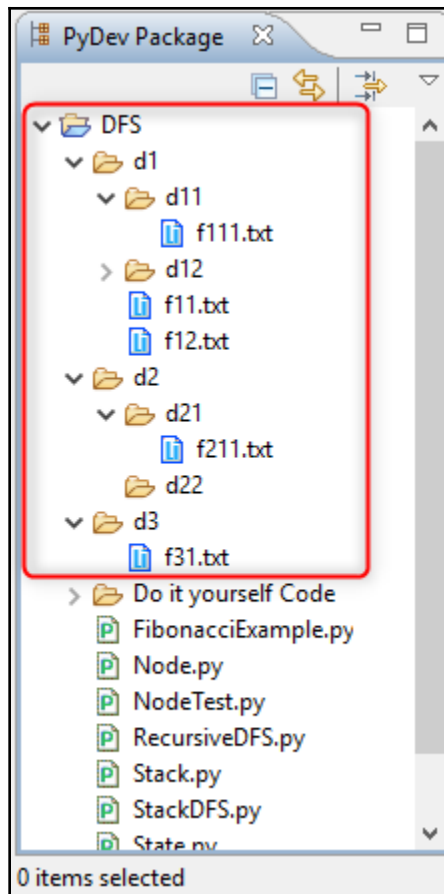 PyDev Package
DFS
d1
d11
f111.txt
d12
f11.txt
f12.txt
d2
d21
f211.txt
d22
d3
f31.txt
Do it yourself Code
FibonacciExample.py
Node.py
NodeTest.py
RecursiveDFS.py
Stack.py
StackDFS.py
State.py
0 items selected